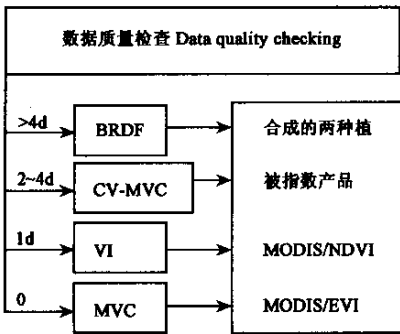 数据质量检查 Data quality checking
>4d BRDF 合成的两种植
2~4d CV-MVC 被指数产品
1d VI MODIS/NDVI
0 MVC MODIS/EVI